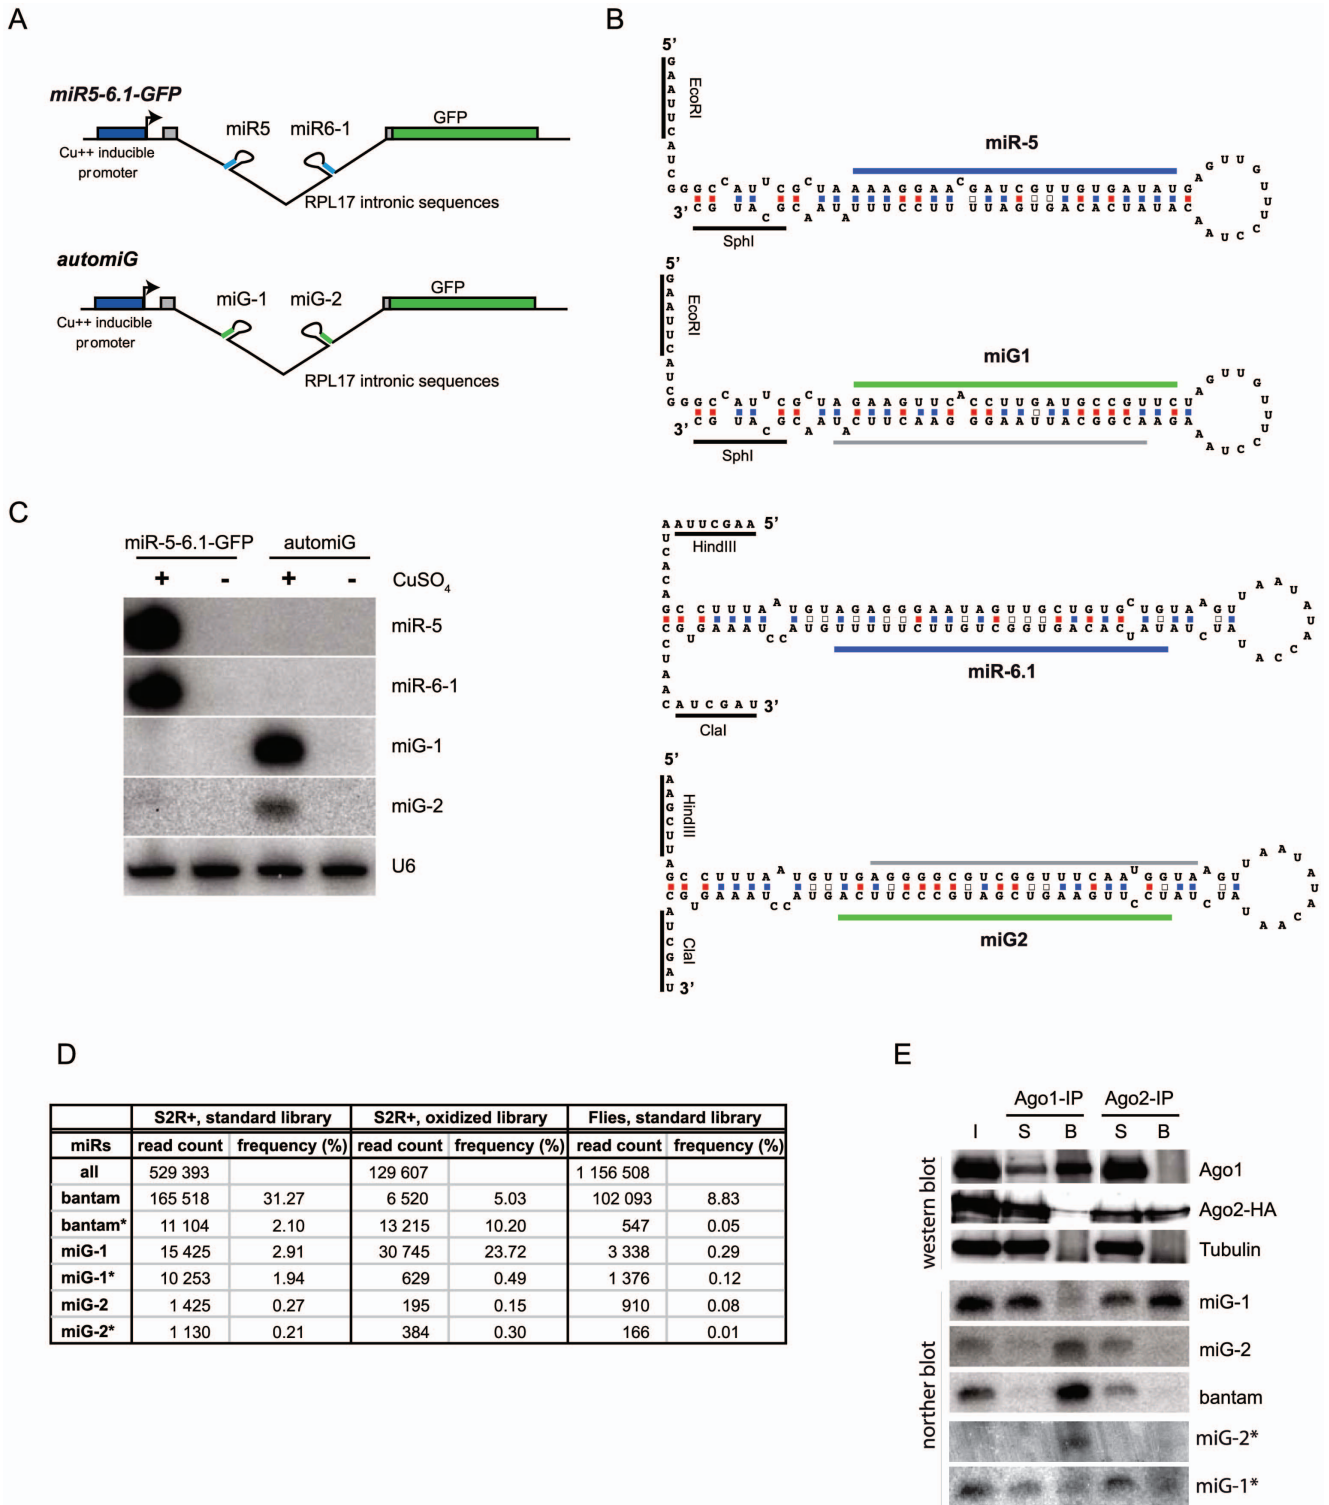 A
miR5-6.1-GFP
miR5
miR6-1
GFP
Cu++ inducible
promoter
RPL17 intronic sequences
automiG
miG-1
miG-2
GFP
Cu++ inducible
promoter
RPL17 intronic sequences
B
5'
EcoRI
miR-5
3'
SphI
5'
EcoRI
miG1
3'
SphI
AAUUCGAA 5'
HindIII
miR-6.1
CAUCGAU 3'
ClaI
5'
HindIII
miG2
ClaI
3'
C
miR-5-6.1-GFP automiG
+ - + - CuSO4
miR-5
miR-6-1
miG-1
miG-2
U6
D
S2R+, standard library S2R+, oxidized library Flies, standard library
miRs read count frequency (%) read count frequency (%) read count frequency (%)
all 529 393 129 607 1 156 508
bantam 165 518 31.27 6 520 5.03 102 093 8.83
bantam* 11 104 2.10 13 215 10.20 547 0.05
miG-1 15 425 2.91 30 745 23.72 3 338 0.29
miG-1* 10 253 1.94 629 0.49 1 376 0.12
miG-2 1 425 0.27 195 0.15 910 0.08
miG-2* 1 130 0.21 384 0.30 166 0.01
E
Ago1-IP Ago2-IP
I S B S B
western blot
Ago1
Ago2-HA
Tubulin
norther blot
miG-1
miG-2
bantam
miG-2*
miG-1*